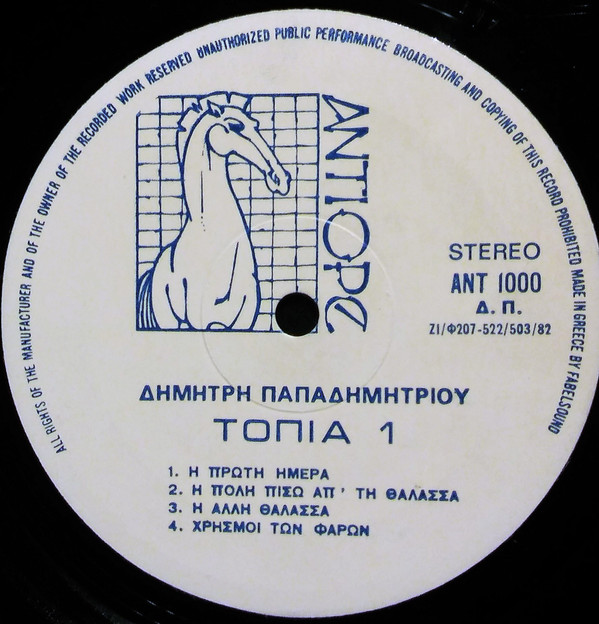 ALL RIGHTS OF THE MANUFACTURER AND OF THE OWNER OF THE RECORDED WORK RESERVED UNAUTHORIZED PUBLIC PERFORMANCE BROADCASTING AND COPYING OF THIS RECORD PROHIBITED MADE IN GREECE BY FABELSOUND
STEREO
ANT 1000
Δ. Π.
ZI/Φ207-522/503/82
ΔΗΜΗΤΡΗ ΠΑΠΑΔΗΜΗΤΡΙΟΥ
ΤΟΠΙΑ 1
1. Η ΠΡΩΤΗ ΗΜΕΡΑ
2. Η ΠΟΛΗ ΠΙΣΩ ΑΠ' ΤΗ ΘΑΛΑΣΣΑ
3. Η ΑΛΛΗ ΘΑΛΑΣΣΑ
4. ΧΡΗΣΜΟΙ ΤΩΝ ΦΑΡΩΝ